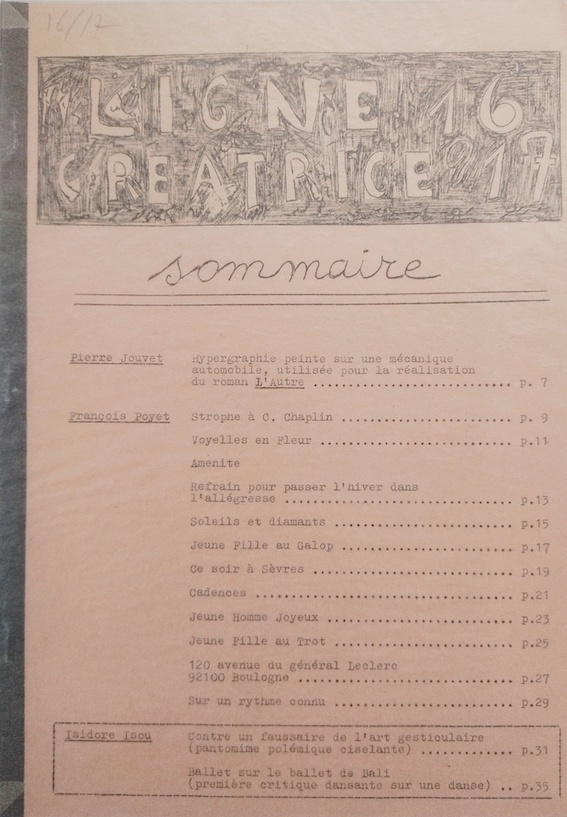 16/17
LIGNE 16
CREATRICE 917
sommaire
Pierre Jouvet Hypergraphie peinte sur une mécanique
automobile, utilisée pour la réalisation
du roman L'Autre ............................ p. 7
François Poyet Strophe à C. Chaplin ........................ p. 9
Voyelles en Fleur ............................ p.11
Amenite
Refrain pour passer l'hiver dans
l'allégresse ................................ p.13
Soleils et diamants .......................... p.15
Jeune Fille au Galop ........................ p.17
Ce soir à Sèvres ............................ p.19
Cadences .................................... p.21
Jeune Homme Joyeux .......................... p.23
Jeune Fille au Trot .......................... p.25
120 avenue du général Leclerc
92100 Boulogne .............................. p.27
Sur un rythme connu .......................... p.29
Isidore Isou Contre un faussaire de l'art gesticulaire
(pantomime polémique ciselante) ............ p.31
Ballet sur le ballet de Bali
(première critique dansante sur une danse) .. p.35